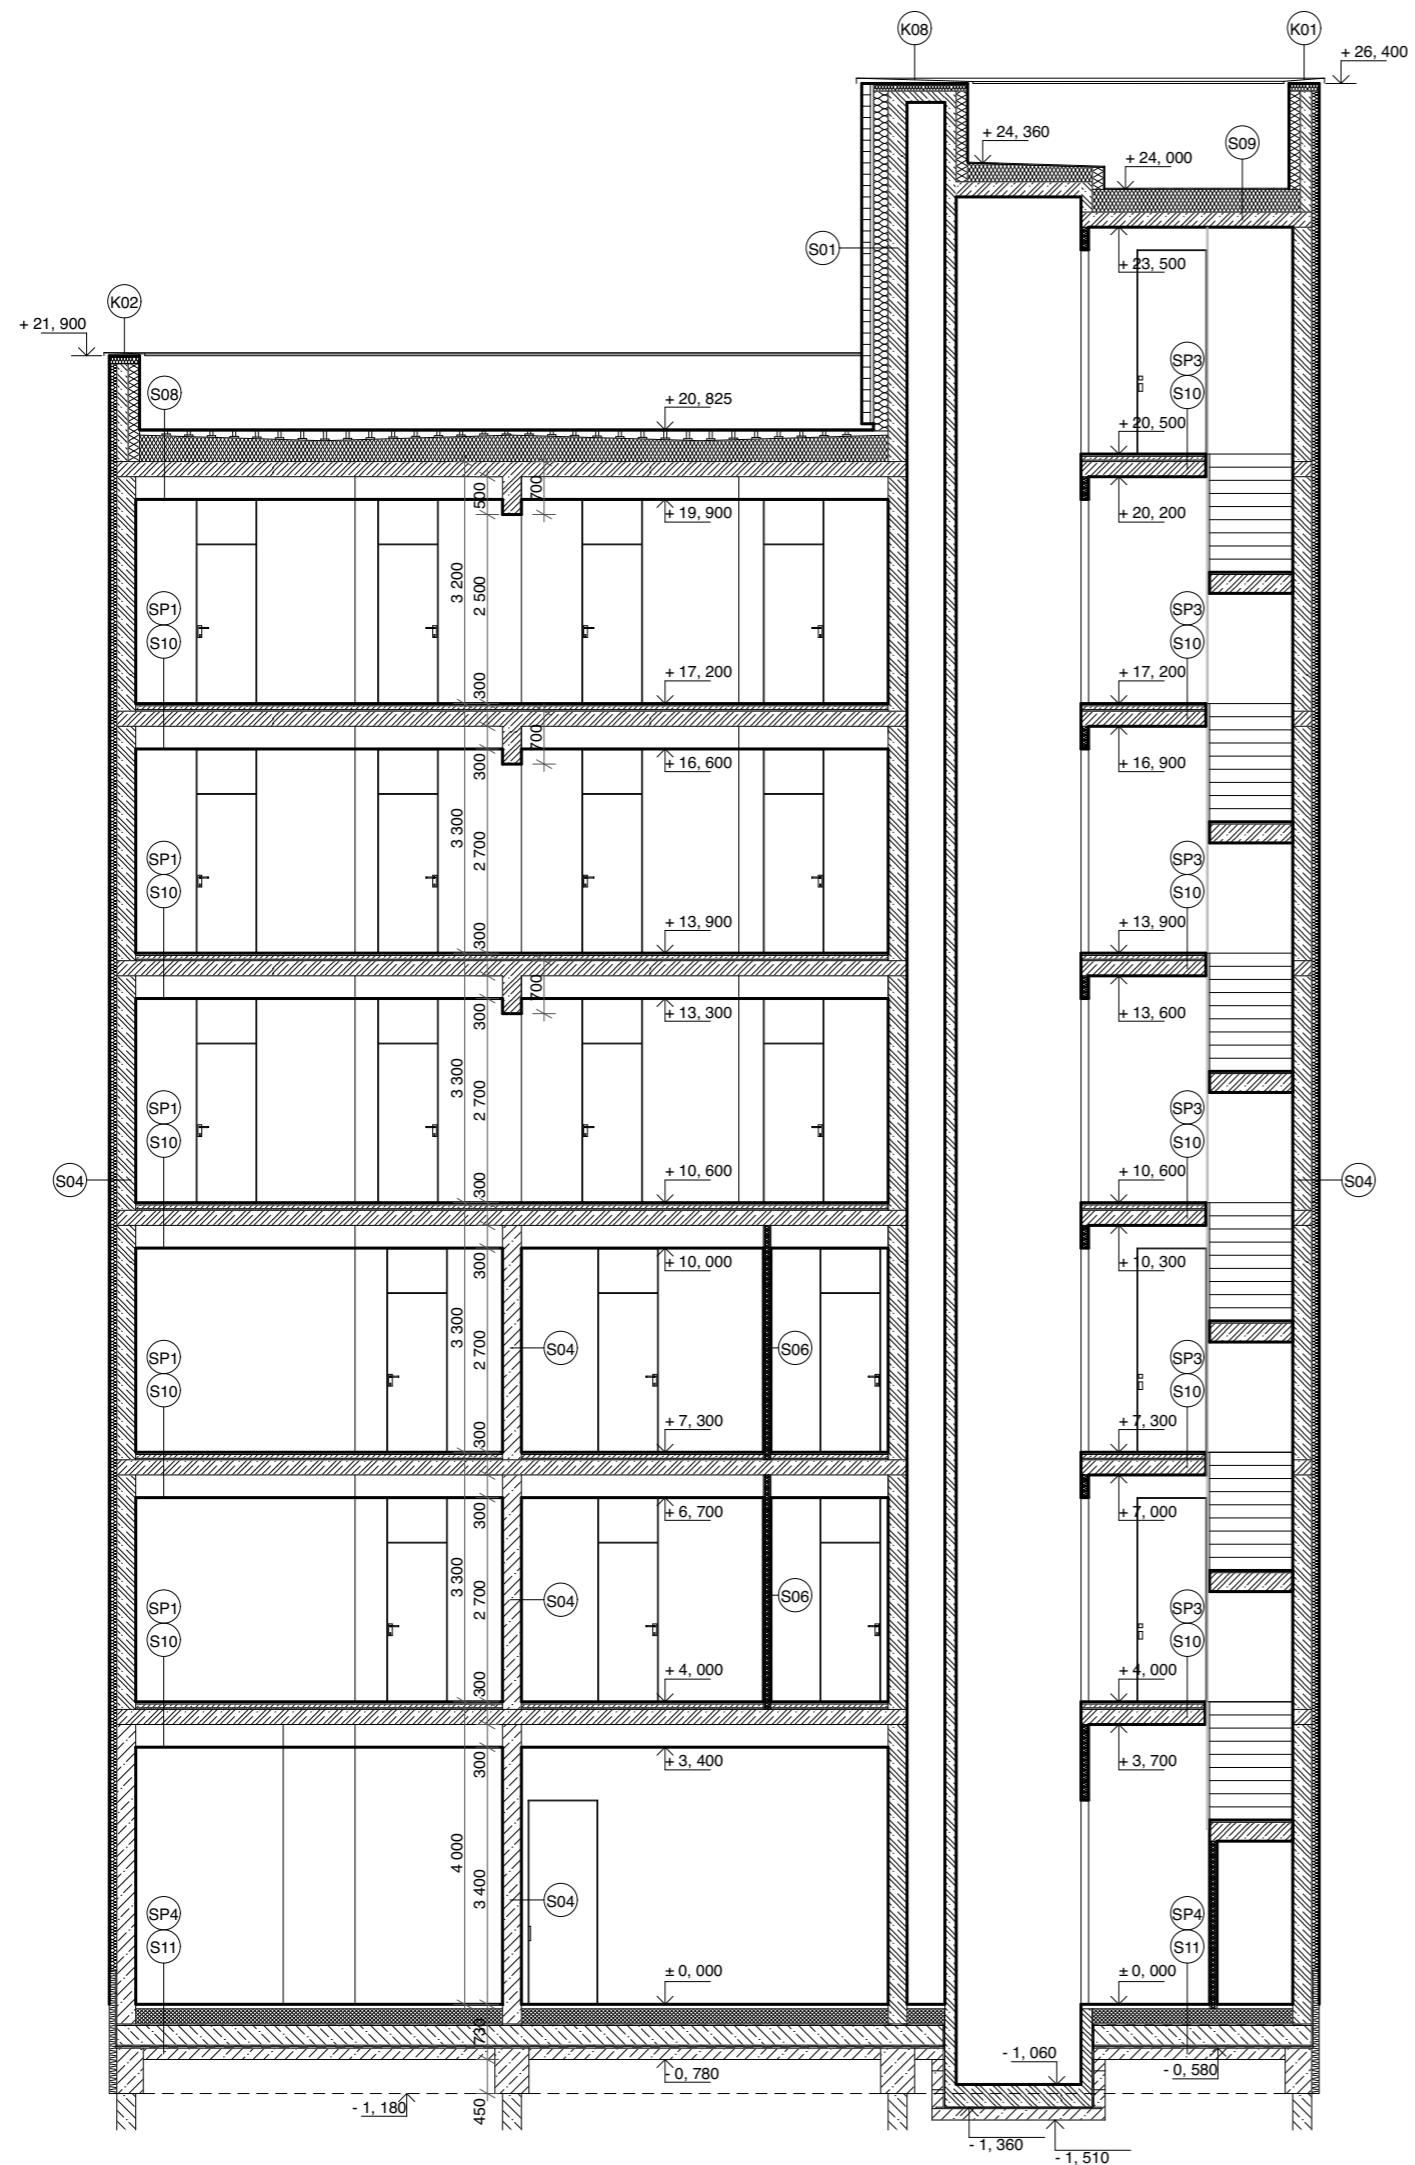 K08
K01
+ 26, 400
+ 24, 360
S09
+ 24, 000
S01
+ 23, 500
K02
+ 21, 900
SP3
S08
S10
+ 20, 825
+ 20, 500
500
700
+ 19, 900
+ 20, 200
3 200
2 500
SP1
SP3
S10
S10
+ 17, 200
+ 17, 200
300
700
300
+ 16, 600
+ 16, 900
3 300
2 700
SP1
SP3
S10
S10
+ 13, 900
+ 13, 900
300
700
300
+ 13, 300
+ 13, 600
3 300
2 700
SP1
SP3
S10
S10
S04
+ 10, 600
+ 10, 600
S04
300
300
+ 10, 000
+ 10, 300
3 300
2 700
S04
S06
SP1
SP3
S10
S10
+ 7, 300
+ 7, 300
300
300
+ 6, 700
+ 7, 000
3 300
2 700
S04
S06
SP1
SP3
S10
S10
+ 4, 000
+ 4, 000
300
300
+ 3, 400
+ 3, 700
4 000
3 400
S04
SP4
SP4
S11
S11
± 0, 000
± 0, 000
730
- 1, 060
- 0, 780
- 0, 580
- 1, 180
450
- 1, 360
- 1, 510